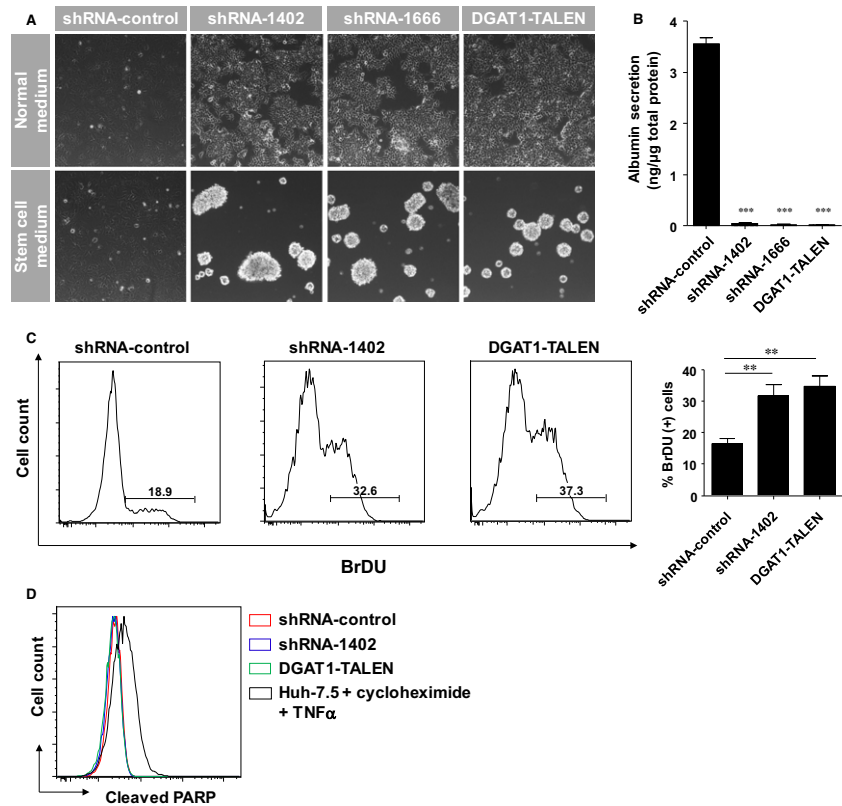 A
shRNA-control shRNA-1402 shRNA-1666 DGAT1-TALEN
Normal medium
Stem cell medium
B
Albumin secretion
(ng/µg total protein)
4
3
2
1
0
***
***
***
shRNA-control
shRNA-1402
shRNA-1666
DGAT1-TALEN
C
shRNA-control
shRNA-1402
DGAT1-TALEN
Cell count
18.9
32.6
37.3
BrDU
% BrDU (+) cells
40
30
20
10
0
**
**
shRNA-control
shRNA-1402
DGAT1-TALEN
D
Cell count
Cleaved PARP
shRNA-control
shRNA-1402
DGAT1-TALEN
Huh-7.5 + cycloheximide
+ TNFα